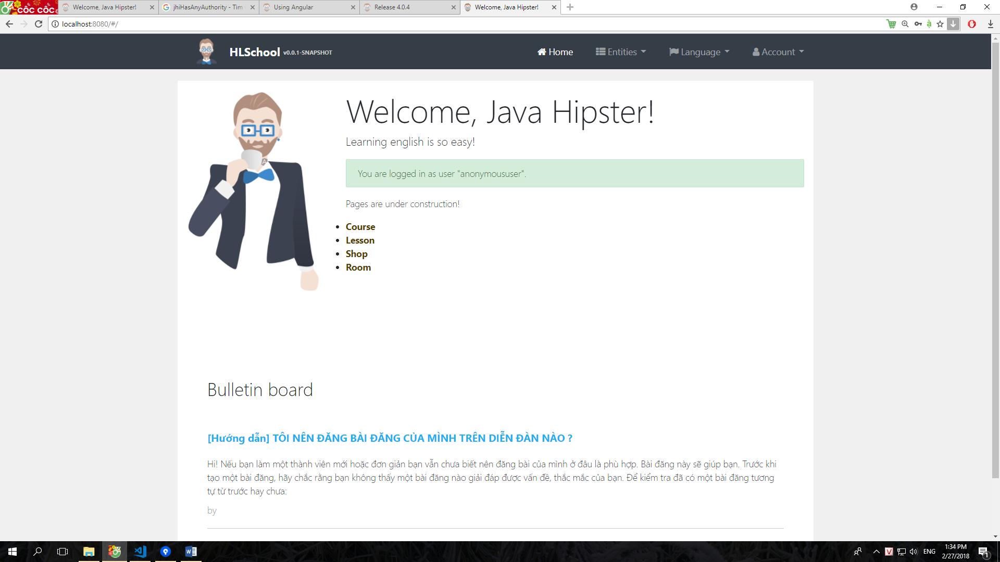 CỐC CỐC
Welcome, Java Hipster!
jhiHasAnyAuthority - Tìm
Using Angular
Release 4.0.4
Welcome, Java Hipster!
localhost:8080/#/
HLSchool v0.0.1-SNAPSHOT
Home
Entities
Language
Account
Welcome, Java Hipster!
Learning english is so easy!
You are logged in as user "anonymoususer".
Pages are under construction!
Course
Lesson
Shop
Room
Bulletin board
[Hướng dẫn] TÔI NÊN ĐĂNG BÀI ĐĂNG CỦA MÌNH TRÊN DIỄN ĐÀN NÀO ?
Hi! Nếu bạn làm một thành viên mới hoặc đơn giản bạn vẫn chưa biết nên đăng bài của mình ở đâu là phù hợp. Bài đăng này sẽ giúp bạn. Trước khi
tạo một bài đăng, hãy chắc rằng bạn không thấy một bài đăng nào giải đáp được vấn đề, thắc mắc của bạn. Để kiểm tra đã có một bài đăng tương
tự từ trước hay chưa:
by
ENG
1:34 PM
2/27/2018
1